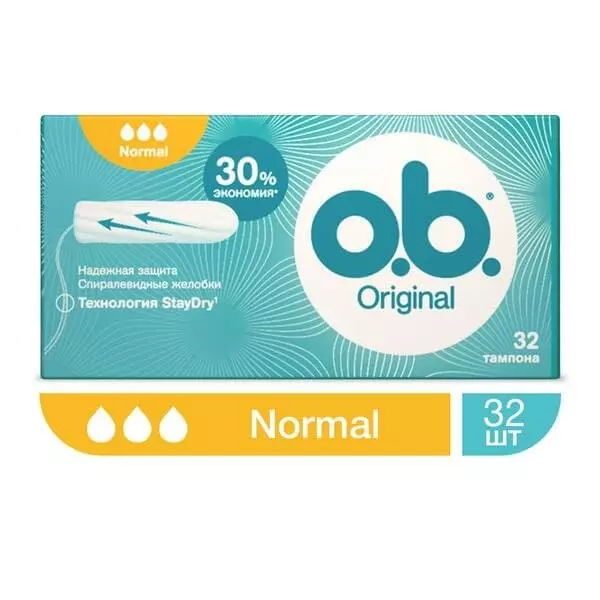 Normal
30%
ЭКОНОМИЯ*
o.b.®
Original
Надежная защита
Спиралевидные желобки
Технология StayDry¹
32
тампона
Normal
32
ШТ